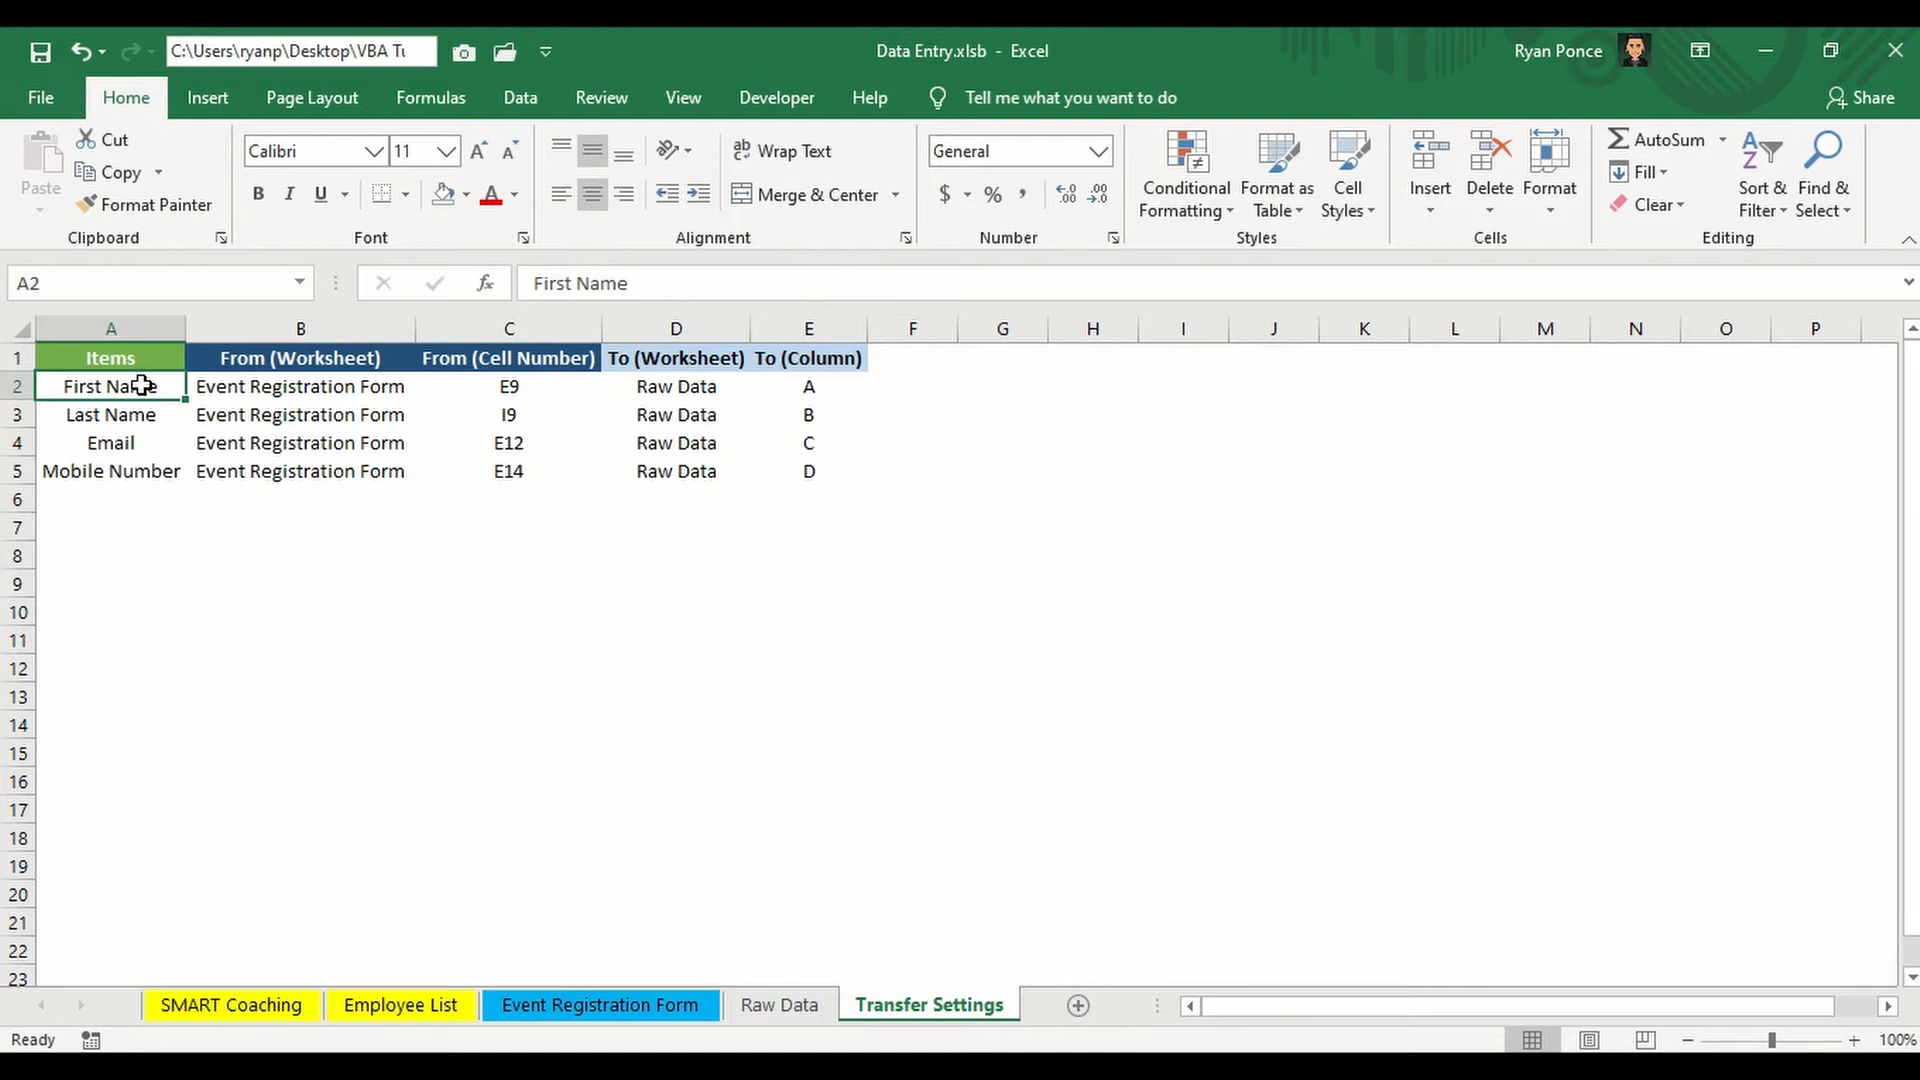 C:\Users\ryanp\Desktop\VBA Tu
Data Entry.xlsb - Excel
Ryan Ponce
File Home Insert Page Layout Formulas Data Review View Developer Help Tell me what you want to do Share
Paste
Cut
Copy
Format Painter
Clipboard
Calibri 11
B I U A
Font
Wrap Text
Merge & Center
Alignment
General
$ % ,
Number
Conditional Formatting
Format as Table
Cell Styles
Styles
Insert Delete Format
Cells
AutoSum
Fill
Clear
Sort & Filter
Find & Select
Editing
A2 fx First Name
A B C D E F G H I J K L M O P
1 Items From (Worksheet) From (Cell Number) To (Worksheet) To (Column)
2 First Name Event Registration Form E9 Raw Data A
3 Last Name Event Registration Form I9 Raw Data B
4 Email Event Registration Form E12 Raw Data C
5 Mobile Number Event Registration Form E14 Raw Data D
6
7
8
9
10
11
12
13
14
15
16
17
18
19
20
21
22
23
SMART Coaching Employee List Event Registration Form Raw Data Transfer Settings
Ready
100%